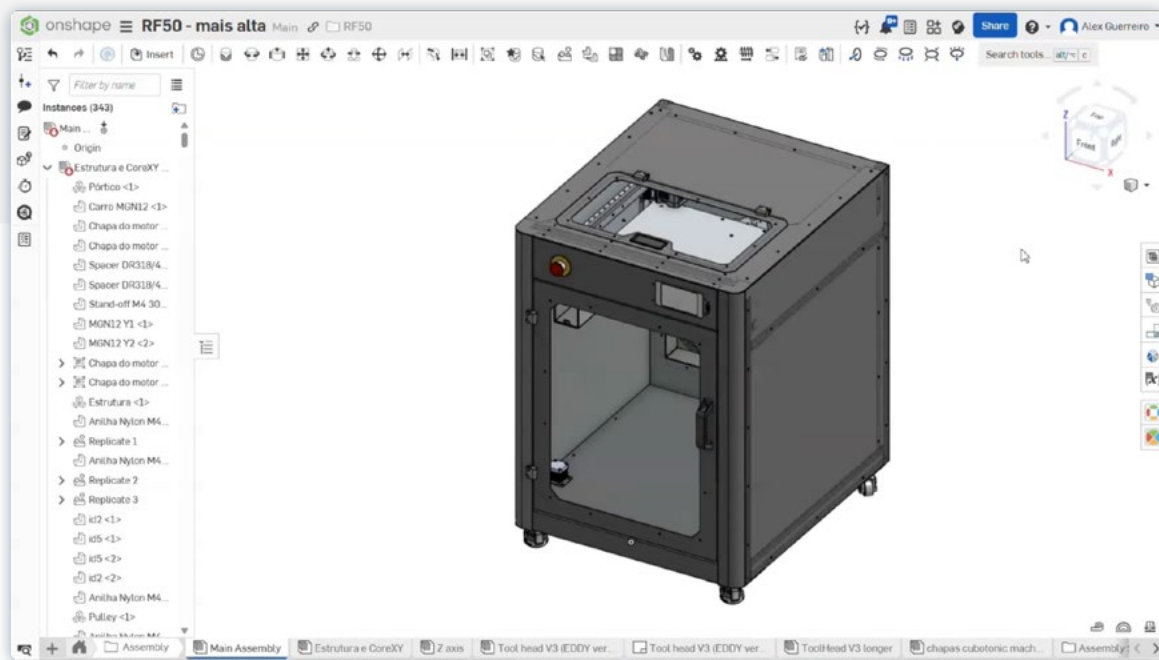 onshape RF50 - mais alta Main RF50 Share Alex Guerreiro
Insert Search tools... alt/⌥ c
Filter by name
Instances (343)
Main ...
Origin
Estrutura e CoreXY ...
Pórtico <1>
Carro MGN12 <1>
Chapa do motor ...
Chapa do motor ...
Spacer DR318/4...
Spacer DR318/4...
Stand-off M4 30...
MGN12 Y1 <1>
MGN12 Y2 <2>
Chapa do motor ...
Chapa do motor ...
Estrutura <1>
Anilha Nylon M4...
Replicate 1
Anilha Nylon M4...
Replicate 2
Replicate 3
id2 <1>
id5 <1>
id5 <2>
id2 <2>
Anilha Nylon M4...
Pulley <1>
Anilha Nylon M4...
Z
Top
Front
Right
X
Assembly Main Assembly Estrutura e CoreXY Z axis Tool head V3 (EDDY ver... Tool head V3 (EDDY ver... ToolHead V3 longer chapas cubotonic mach... Assembly